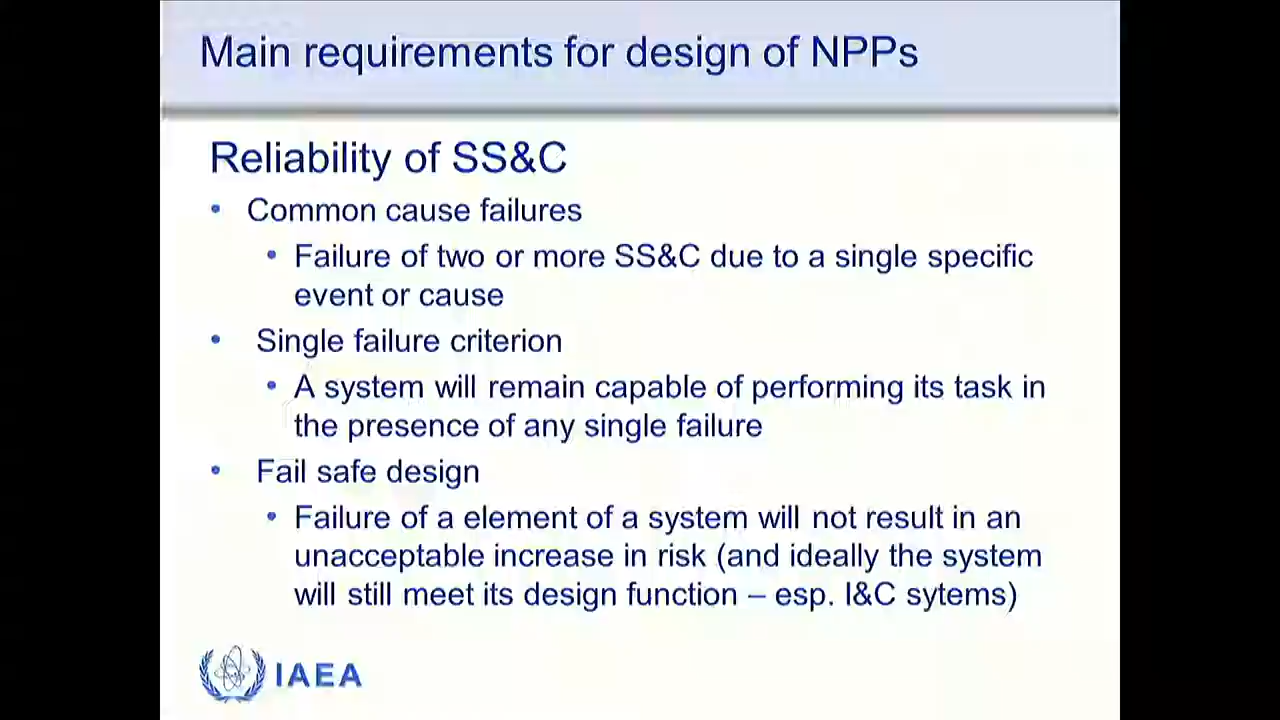 Main requirements for design of NPPs
Reliability of SS&C
• Common cause failures
• Failure of two or more SS&C due to a single specific
event or cause
• Single failure criterion
• A system will remain capable of performing its task in
the presence of any single failure
• Fail safe design
• Failure of a element of a system will not result in an
unacceptable increase in risk (and ideally the system
will still meet its design function – esp. I&C sytems)
IAEA